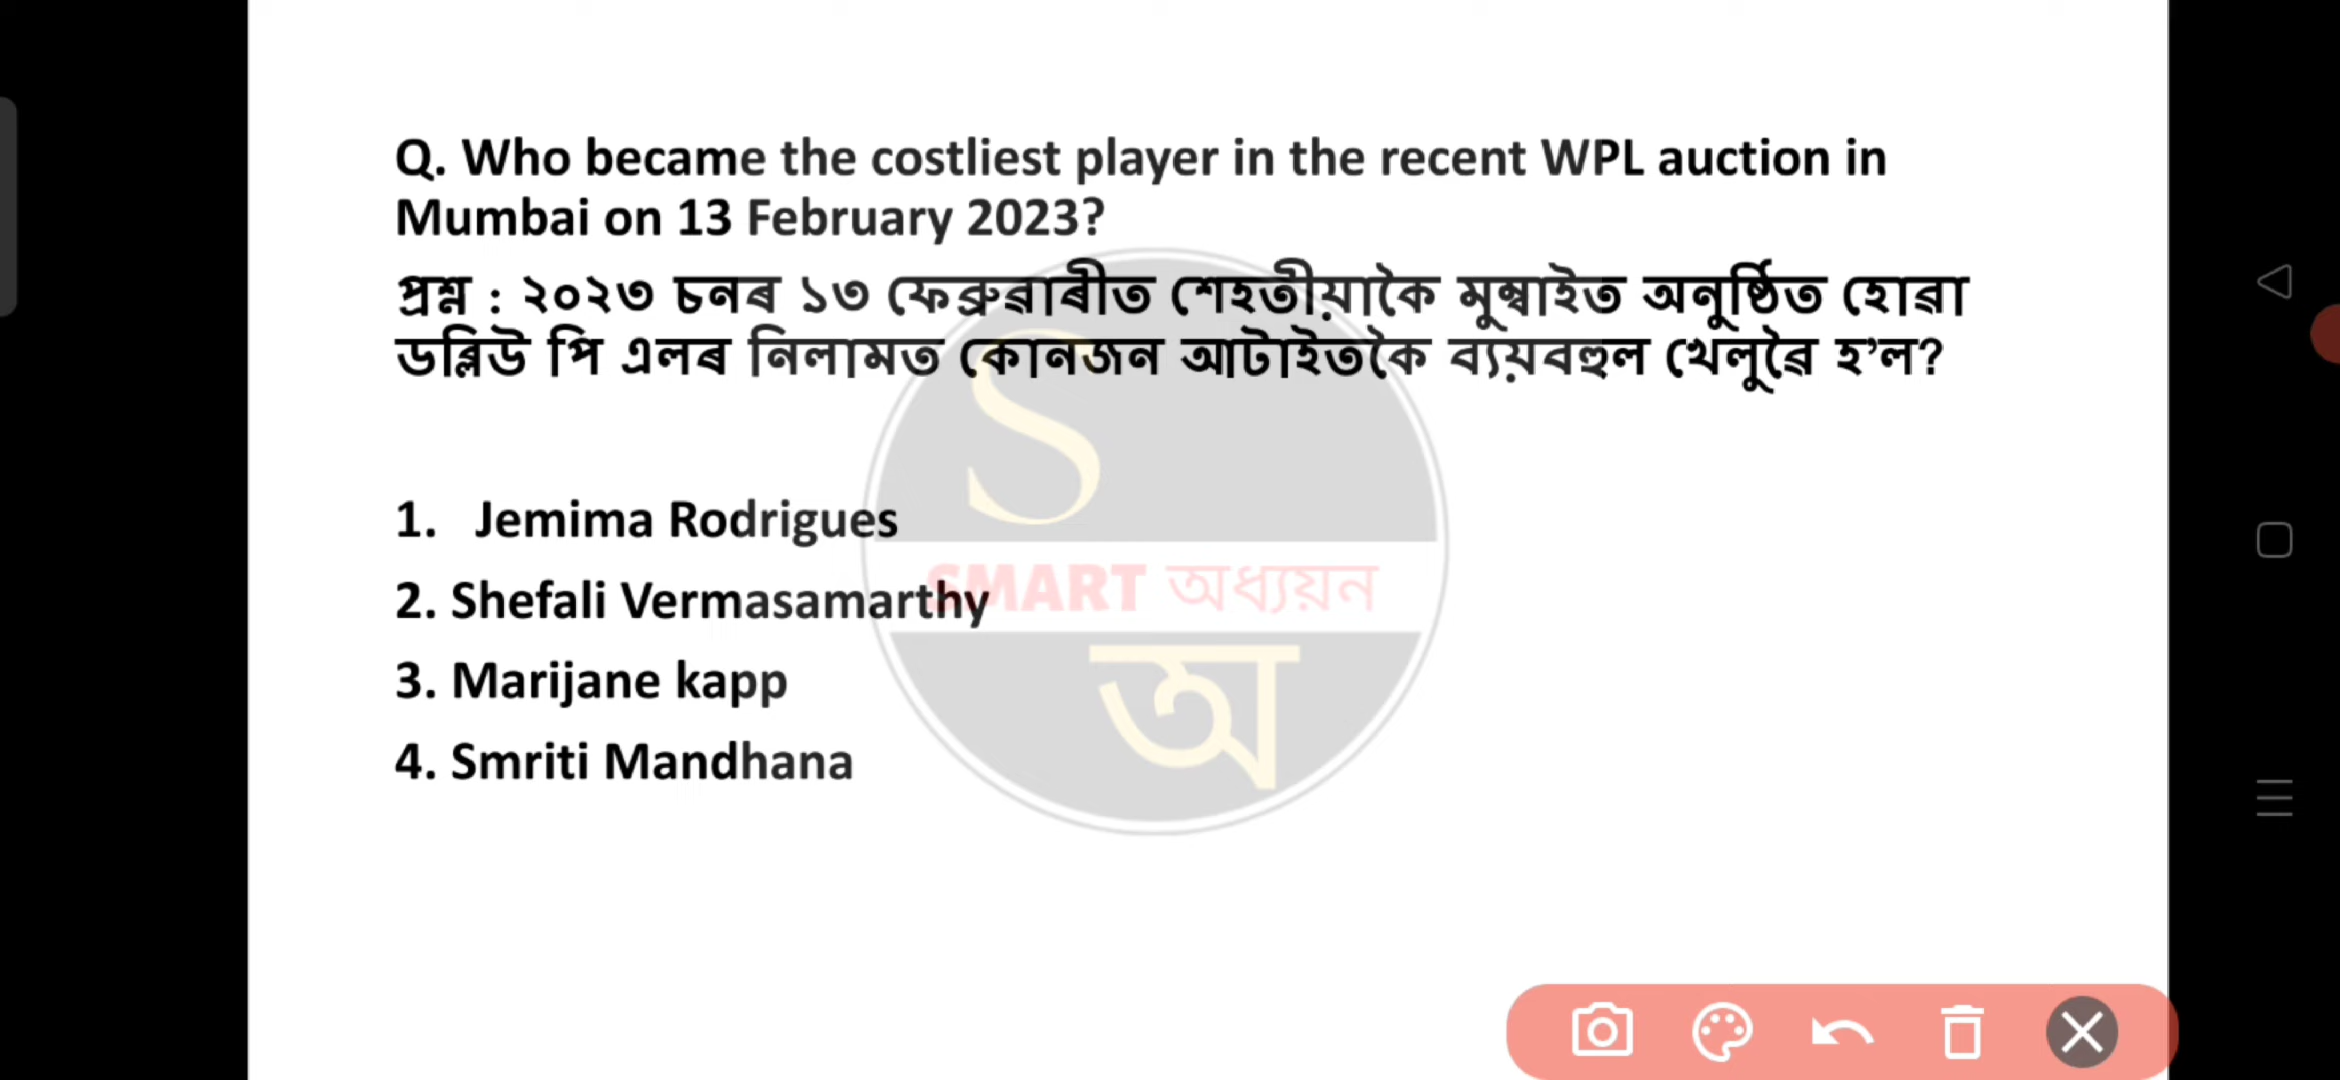 Q. Who became the costliest player in the recent WPL auction in
Mumbai on 13 February 2023?
প্ৰশ্ন : ২০২৩ চনৰ ১৩ ফেব্ৰুৱাৰীত শেহতীয়াকৈ মুম্বাইত অনুষ্ঠিত হোৱা
ডব্লিউ পি এলৰ নিলামত কোনজন আটাইতকৈ ব্যয়বহুল খেলুৱৈ হ’ল?
S
1. Jemima Rodrigues
SMART অধ্যয়ন
2. Shefali Vermasamarthy
3. Marijane kapp
অ
4. Smriti Mandhana